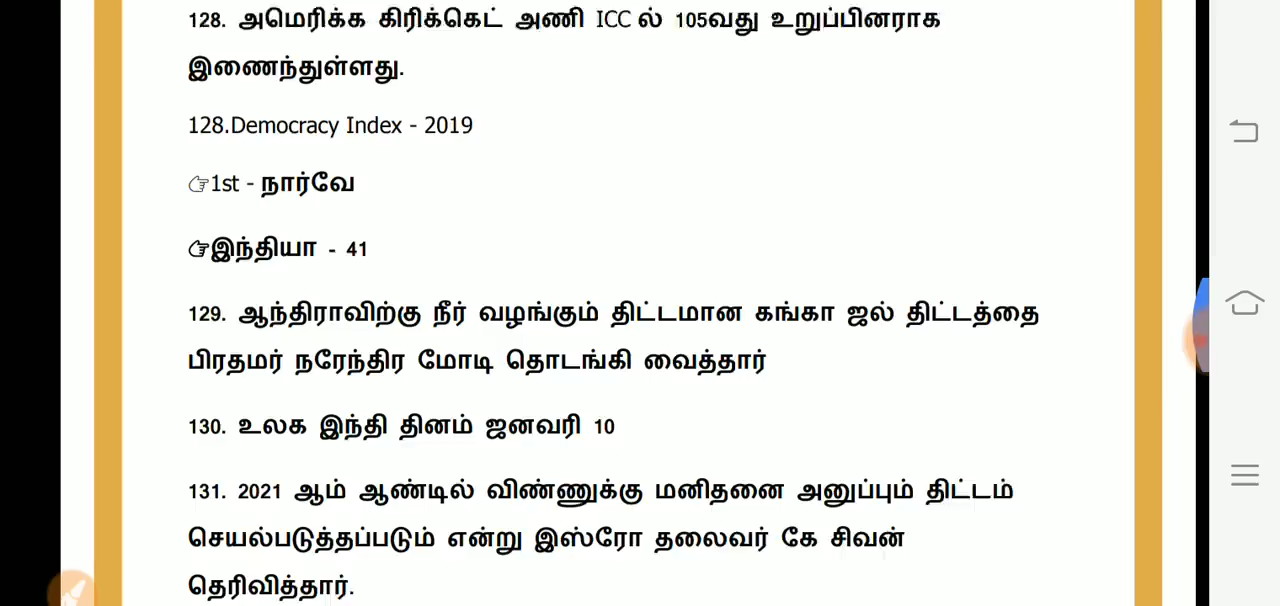 128. அமெரிக்க கிரிக்கெட் அணி ICC ல் 105வது உறுப்பினராக
இணைந்துள்ளது.
128.Democracy Index - 2019
👉1st - நார்வே
👉இந்தியா - 41
129. ஆந்திராவிற்கு நீர் வழங்கும் திட்டமான கங்கா ஜல் திட்டத்தை
பிரதமர் நரேந்திர மோடி தொடங்கி வைத்தார்
130. உலக இந்தி தினம் ஜனவரி 10
131. 2021 ஆம் ஆண்டில் விண்ணுக்கு மனிதனை அனுப்பும் திட்டம்
செயல்படுத்தப்படும் என்று இஸ்ரோ தலைவர் கே சிவன்
தெரிவித்தார்.